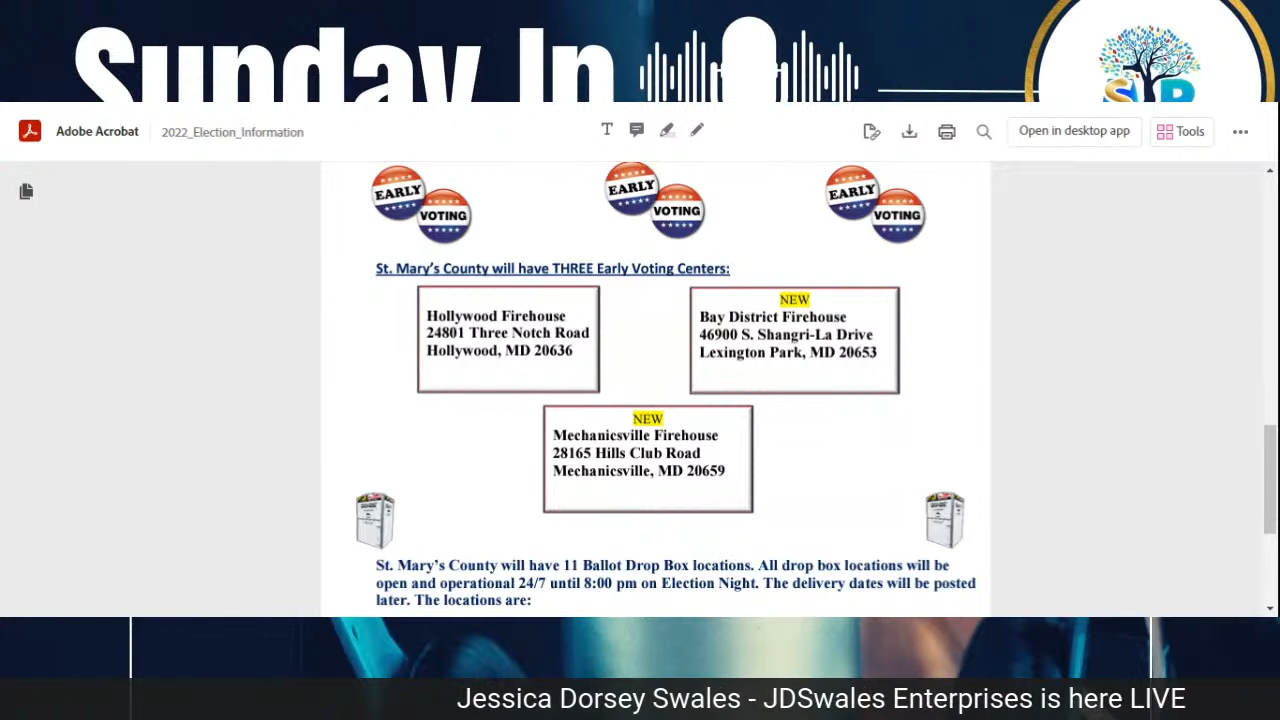 Sunday In
Adobe Acrobat
2022_Election_Information
Open in desktop app
Tools
EARLY
VOTING
EARLY
VOTING
EARLY
VOTING
St. Mary's County will have THREE Early Voting Centers:
Hollywood Firehouse
24801 Three Notch Road
Hollywood, MD 20636
NEW
Bay District Firehouse
46900 S. Shangri-La Drive
Lexington Park, MD 20653
NEW
Mechanicsville Firehouse
28165 Hills Club Road
Mechanicsville, MD 20659
St. Mary's County will have 11 Ballot Drop Box locations. All drop box locations will be
open and operational 24/7 until 8:00 pm on Election Night. The delivery dates will be posted
later. The locations are:
Jessica Dorsey Swales - JDSwales Enterprises is here LIVE